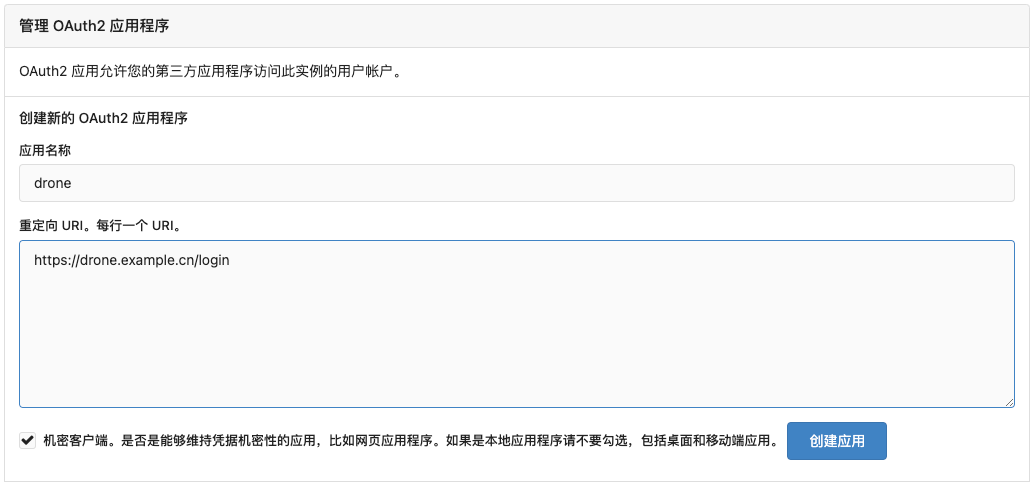 管理 OAuth2 应用程序
OAuth2 应用允许您的第三方应用程序访问此实例的用户帐户。
创建新的 OAuth2 应用程序
应用名称
drone
重定向 URI。每行一个 URI。
https://drone.example.cn/login
机密客户端。是否是能够维持凭据机密性的应用，比如网页应用程序。如果是本地应用程序请不要勾选，包括桌面和移动端应用。
创建应用